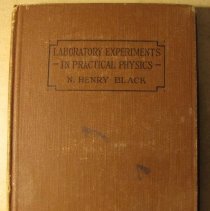 LABORATORY EXPERIMENTS
IN PRACTICAL PHYSICS
N. HENRY BLACK